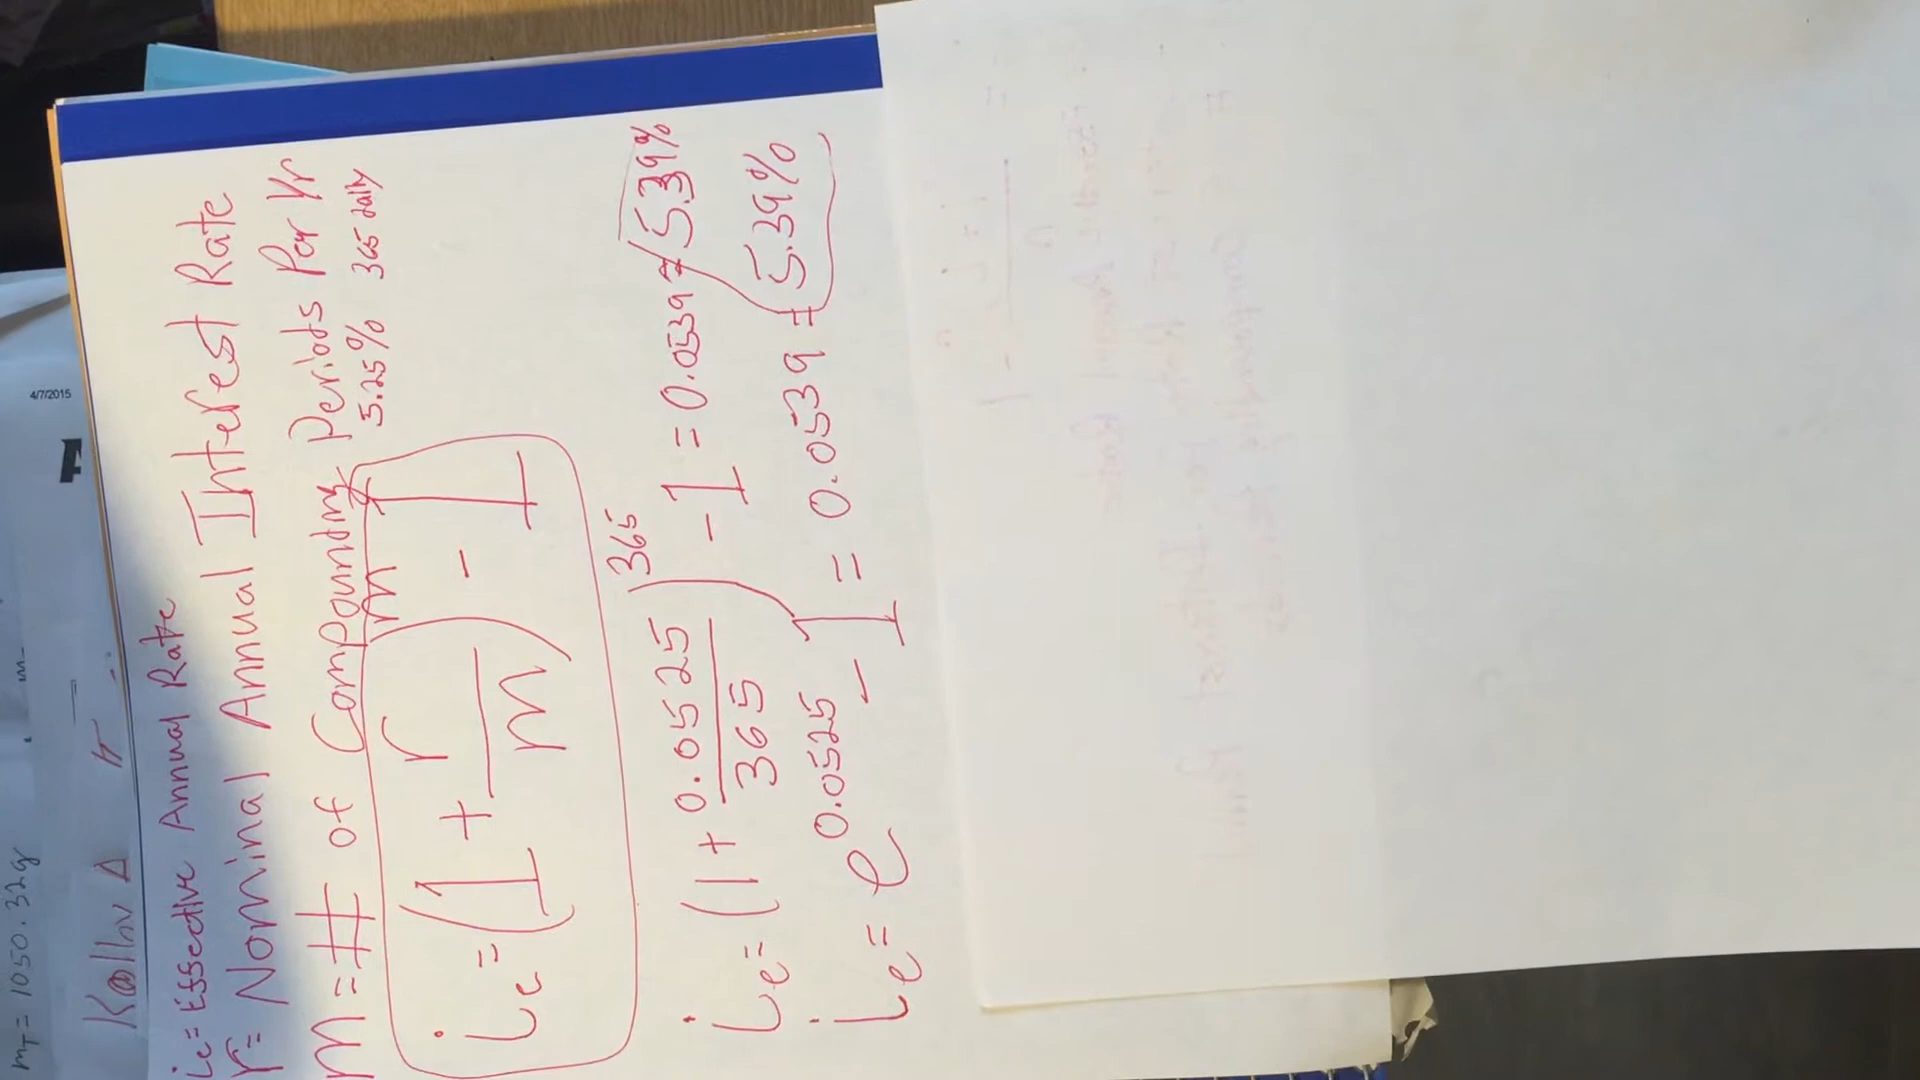 4/7/2015
mT = 1050.32g
ie = Effective Annual Rate
r = Nominal Annual Interest Rate
m = # of Compounding Periods Per Yr
5.25% 365 daily
ie = (1 + r/m)^m - 1
ie = (1 + 0.0525/365)^365 - 1 = 0.0539 = 5.39%
ie = e^0.0525 - 1 = 0.0539 = 5.39%